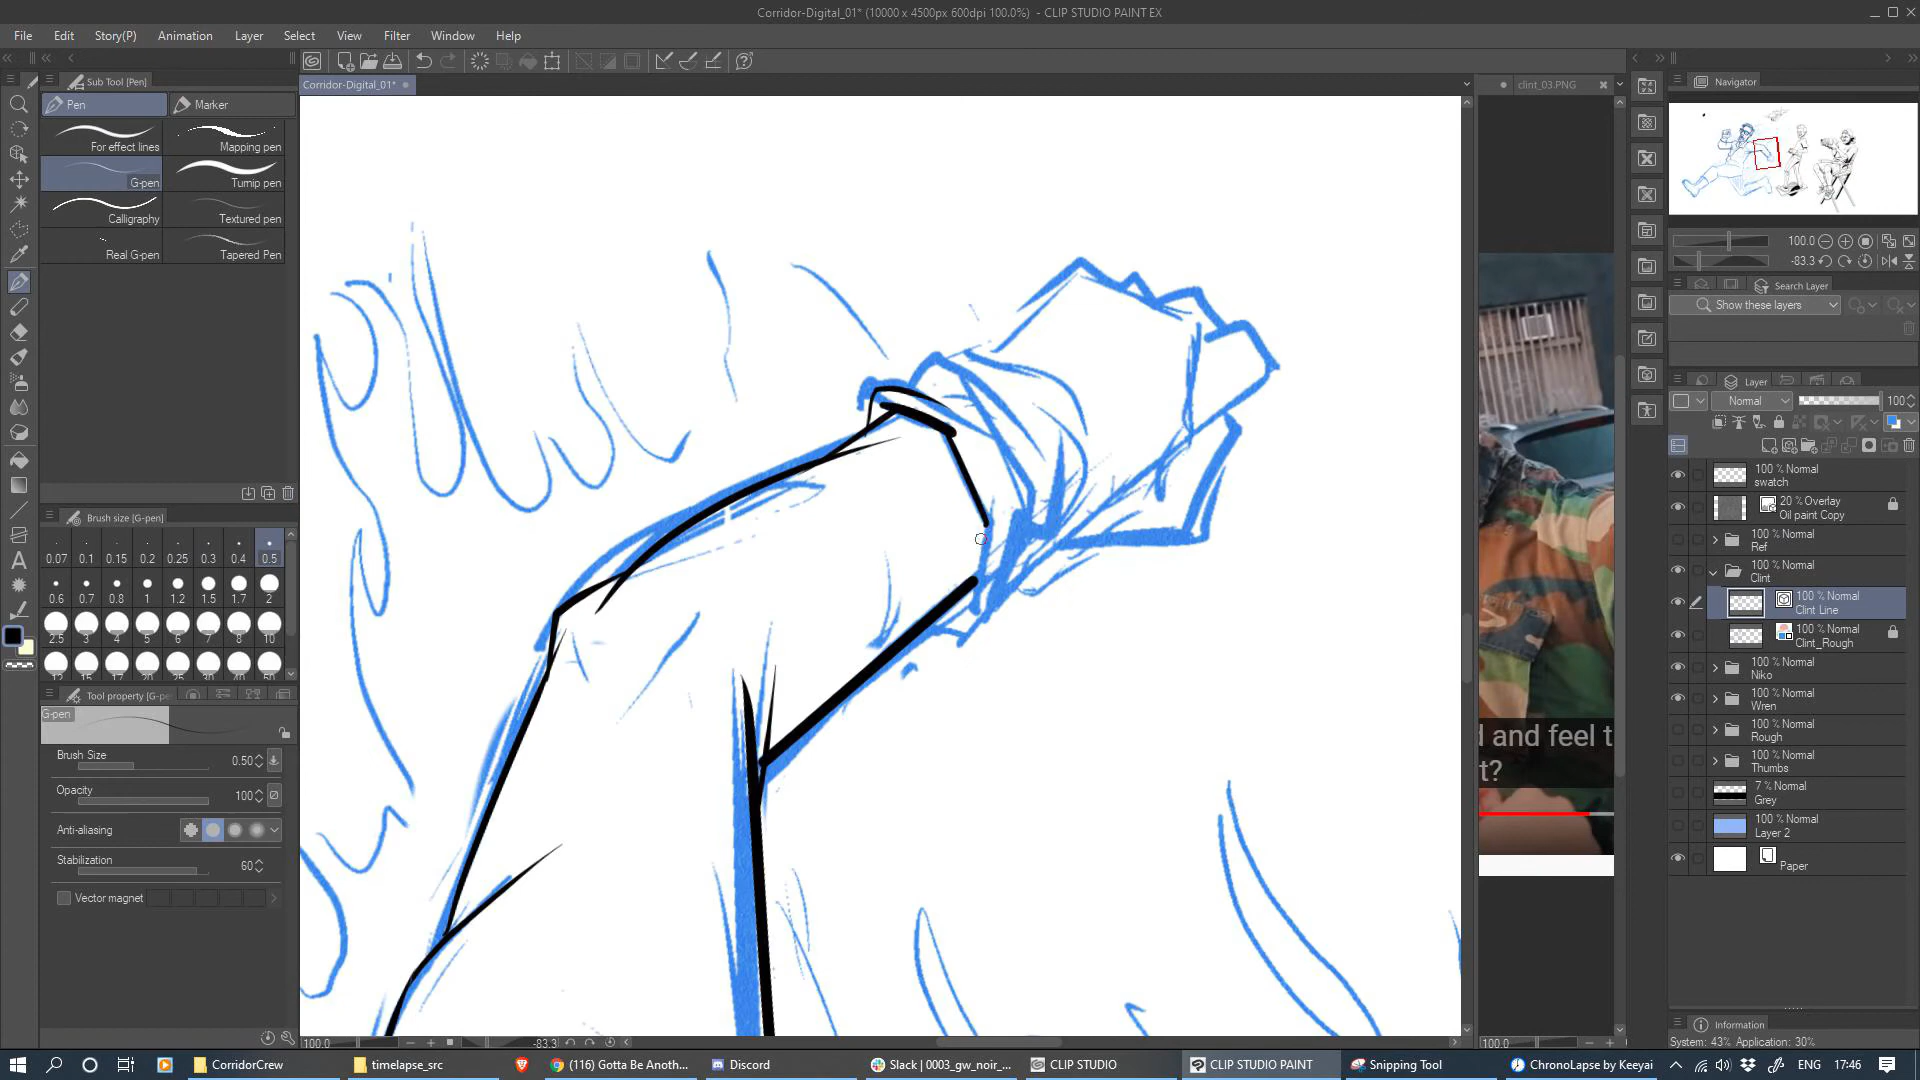 Corridor-Digital_01* (10000 x 4500px 600dpi 100.0%) - CLIP STUDIO PAINT EX
File Edit Story(P) Animation Layer Select View Filter Window Help
Sub Tool [Pen]
Pen Marker
For effect lines Mapping pen
G-pen Turnip pen
Calligraphy Textured pen
Real G-pen Tapered Pen
Brush size [G-pen]
0.07 0.1 0.15 0.2 0.25 0.3 0.4 0.5
0.6 0.7 0.8 1 1.2 1.5 1.7 2
2.5 3 4 5 6 7 8 10
12 15 17 20 25 30 40 50
Tool property [G-pe
G-pen
Brush Size 0.50
Opacity 100
Anti-aliasing
Stabilization 60
Vector magnet
Corridor-Digital_01*
clint_03.PNG
d and feel t
t?
100.0 -83.3
100.0
Navigator
100.0
-83.3
Search Layer
Show these layers
Layer
Normal 100
100 % Normal
swatch
20 % Overlay
Oil paint Copy
100 % Normal
Ref
100 % Normal
Clint
100 % Normal
Clint Line
100 % Normal
Clint_Rough
100 % Normal
Niko
100 % Normal
Wren
100 % Normal
Rough
100 % Normal
Thumbs
7 % Normal
Grey
100 % Normal
Layer 2
Paper
Information
System: 43% Application: 30%
CorridorCrew timelapse_src (116) Gotta Be Anoth... Discord Slack | 0003_gw_noir_... CLIP STUDIO CLIP STUDIO PAINT Snipping Tool ChronoLapse by Keeyai ENG 17:46